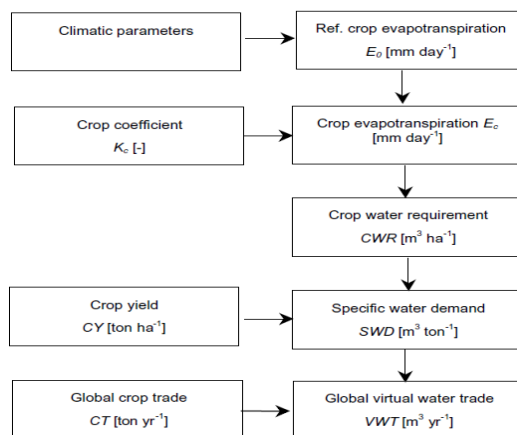 Climatic parameters
Ref. crop evapotranspiration
E₀ [mm day⁻¹]
Crop coefficient
K꜀ [-]
Crop evapotranspiration E꜀
[mm day⁻¹]
Crop water requirement
CWR [m³ ha⁻¹]
Crop yield
CY [ton ha⁻¹]
Specific water demand
SWD [m³ ton⁻¹]
Global crop trade
CT [ton yr⁻¹]
Global virtual water trade
VWT [m³ yr⁻¹]